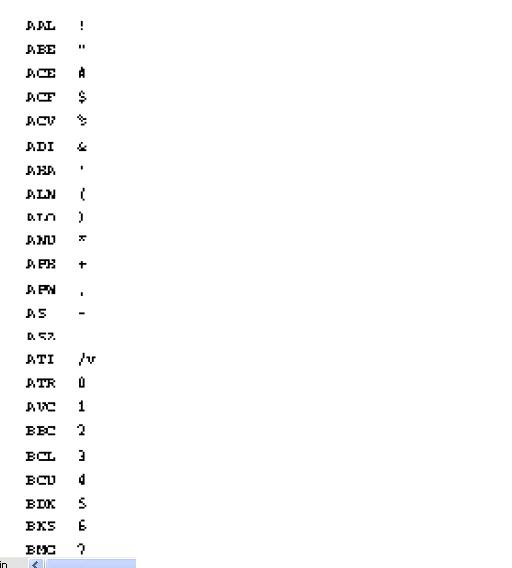 AAL !
ABE "
ACE #
ACF $
ACV %
ADI &
AHA '
ALN (
ALO )
ANU *
APH +
APW ,
AS -
ASZ
ATI /v
ATR 0
AVC 1
BBC 2
BCL 3
BCU 4
BDK 5
BKS 6
BMC 7
in